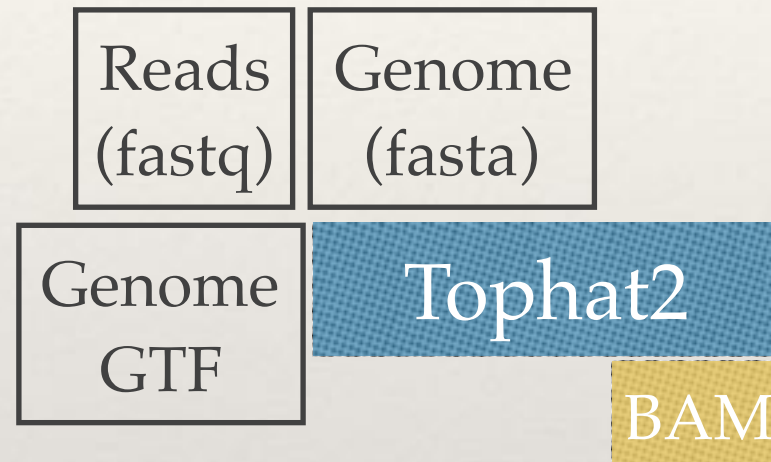 Reads
(fastq)
Genome
(fasta)
Genome
GTF
Tophat2
BAM